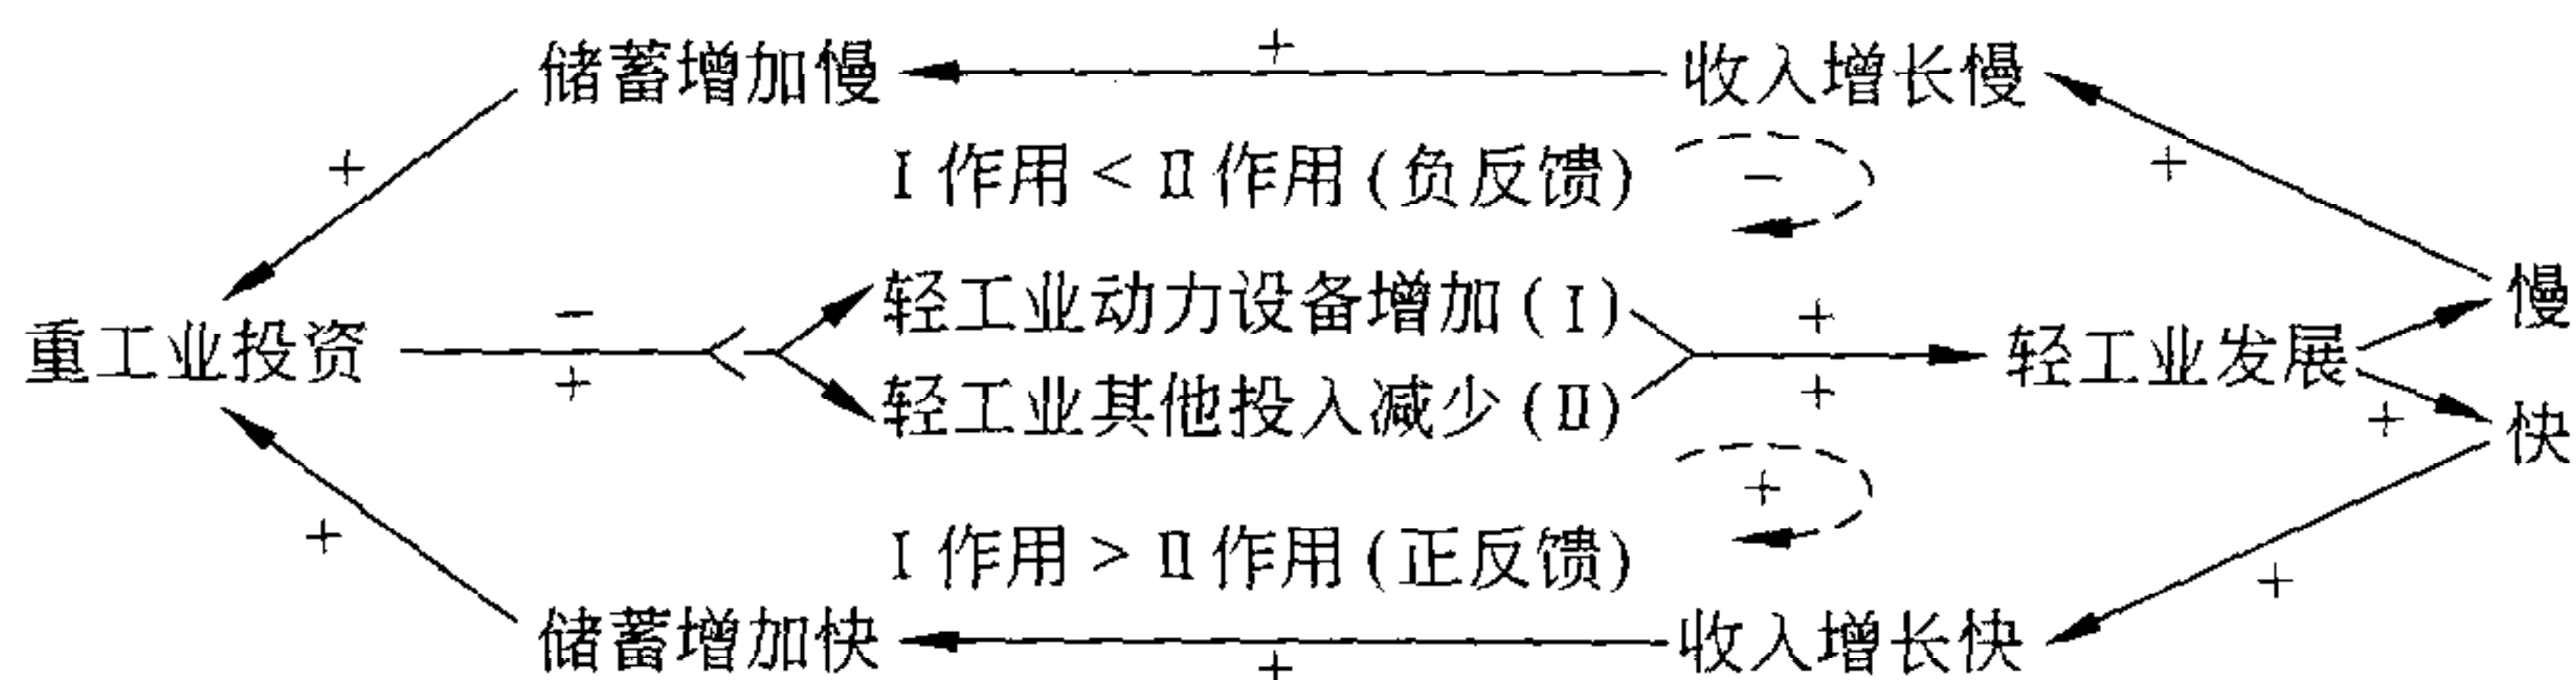 +
储蓄增加慢 收入增长慢
+ I 作用 < II 作用 (负反馈) − +
轻工业动力设备增加 (I) + 慢
重工业投资 − + 轻工业发展
轻工业其他投入减少 (II) + + 快
+
+ I 作用 > II 作用 (正反馈) +
储蓄增加快 收入增长快
+